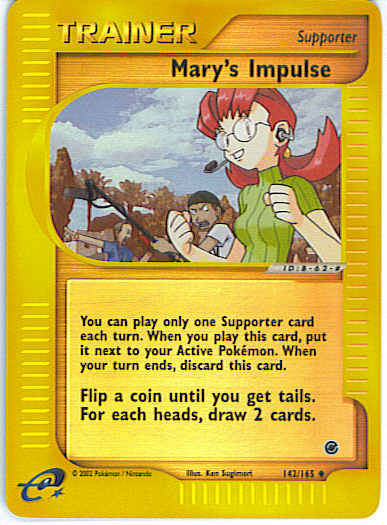 TRAINER
Supporter
Mary's Impulse
ID:B-62-#
You can play only one Supporter card
each turn. When you play this card, put
it next to your Active Pokémon. When
your turn ends, discard this card.
Flip a coin until you get tails.
For each heads, draw 2 cards.
© 2002 Pokémon / Nintendo
Illus. Ken Sugimori
142/165 ◆
e